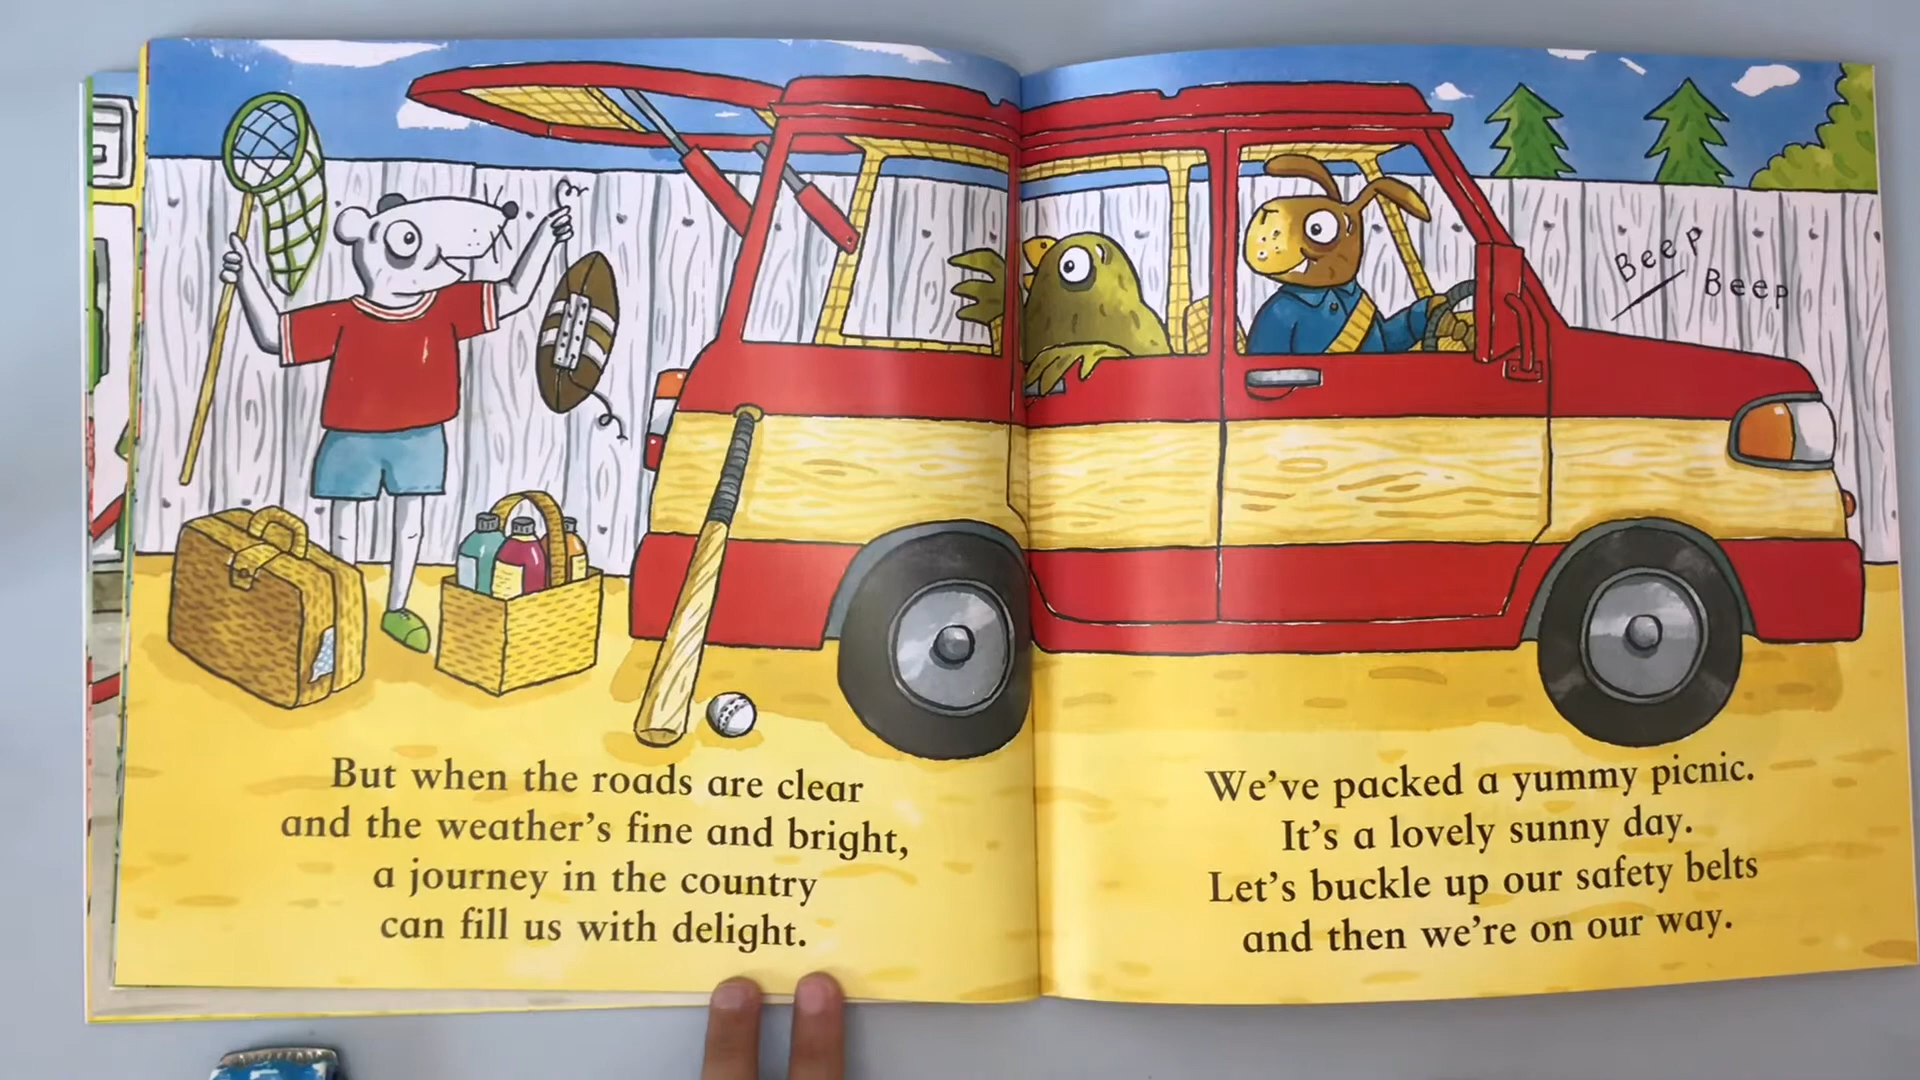 Beep
Beep
But when the roads are clear
and the weather's fine and bright,
a journey in the country
can fill us with delight.
We've packed a yummy picnic.
It's a lovely sunny day.
Let's buckle up our safety belts
and then we're on our way.